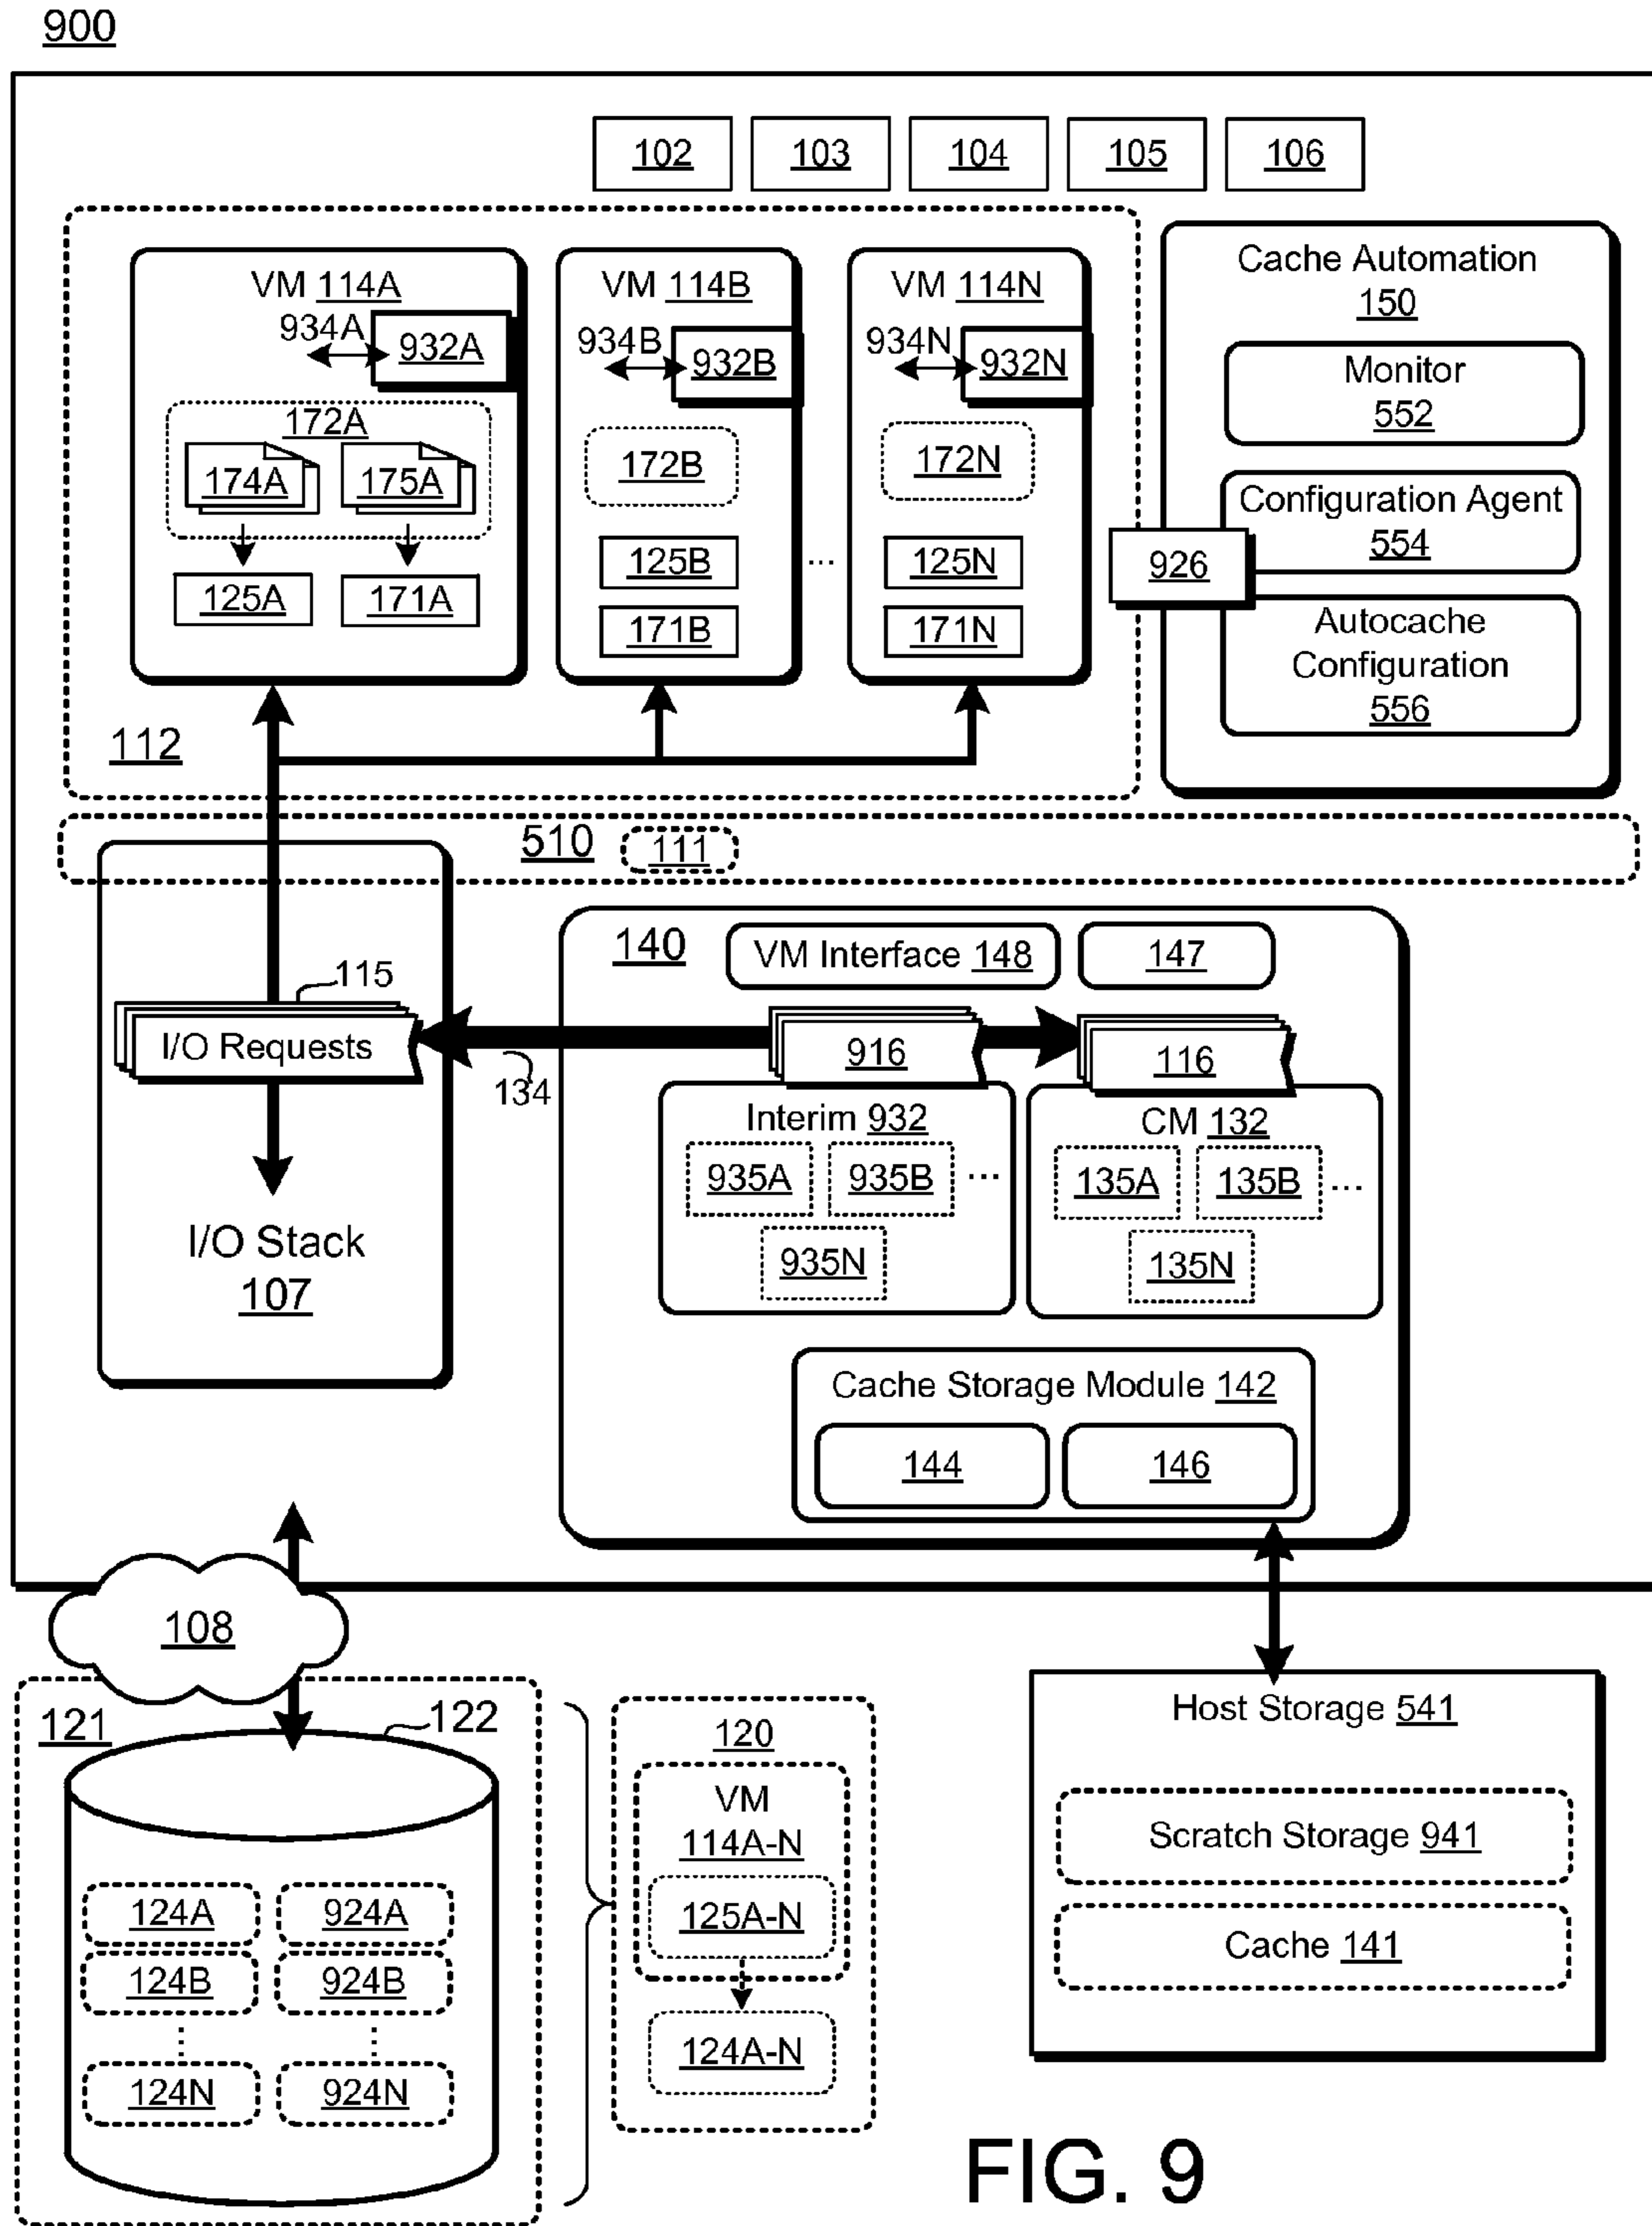 900
102 103 104 105 106
VM 114A
934A
932A
172A
174A 175A
125A 171A
VM 114B
934B
932B
172B
125B
171B
...
VM 114N
934N
932N
172N
125N
171N
112
Cache Automation
150
Monitor
552
Configuration Agent
554
926
Autocache
Configuration
556
510 111
115
I/O Requests
134
I/O Stack
107
140
VM Interface 148
147
916
116
Interim 932
935A 935B ...
935N
CM 132
135A 135B ...
135N
Cache Storage Module 142
144 146
108
121
122
124A 924A
124B 924B
⋮ ⋮
124N 924N
120
VM
114A-N
125A-N
124A-N
Host Storage 541
Scratch Storage 941
Cache 141
FIG. 9